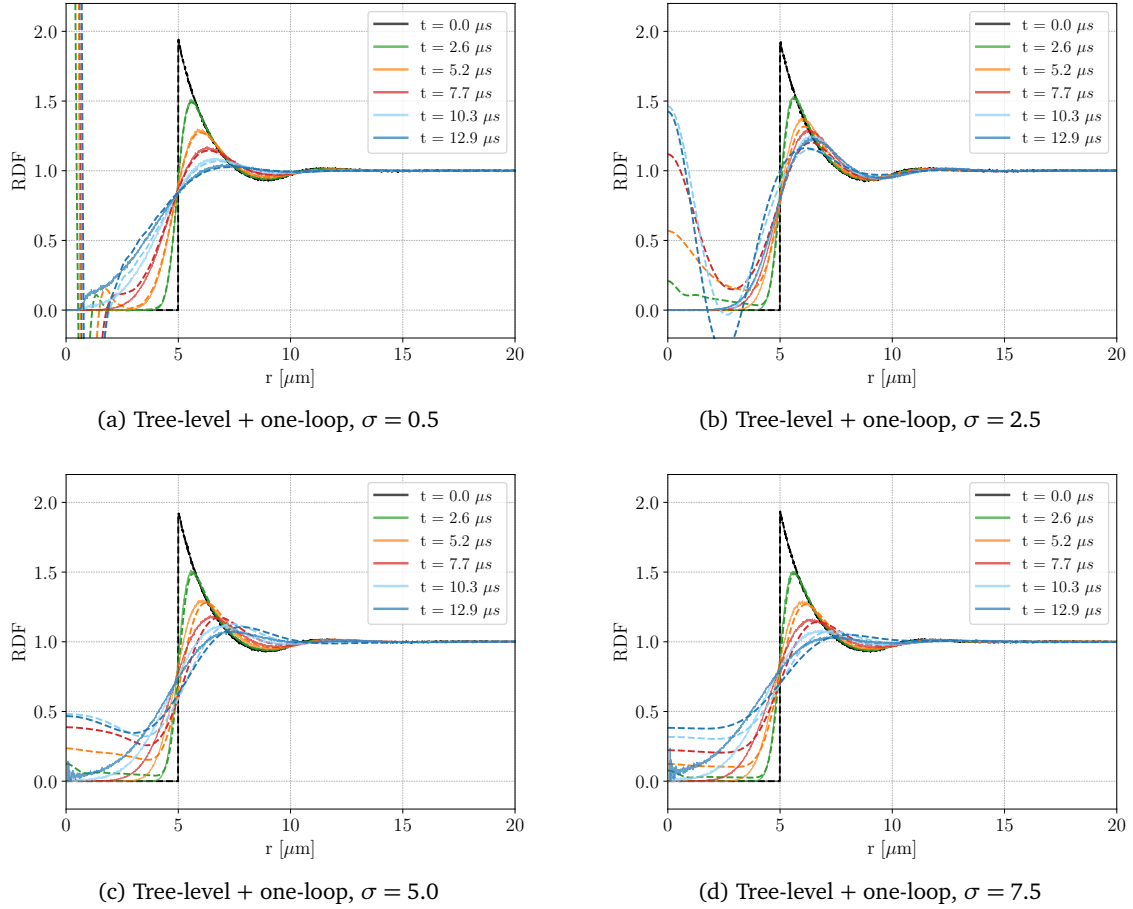 2.0
1.5
1.0
0.5
0.0
RDF
0
5
10
15
20
r [μm]
t = 0.0 μs
t = 2.6 μs
t = 5.2 μs
t = 7.7 μs
t = 10.3 μs
t = 12.9 μs
(a) Tree-level + one-loop, σ = 0.5
2.0
1.5
1.0
0.5
0.0
RDF
0
5
10
15
20
r [μm]
t = 0.0 μs
t = 2.6 μs
t = 5.2 μs
t = 7.7 μs
t = 10.3 μs
t = 12.9 μs
(b) Tree-level + one-loop, σ = 2.5
2.0
1.5
1.0
0.5
0.0
RDF
0
5
10
15
20
r [μm]
t = 0.0 μs
t = 2.6 μs
t = 5.2 μs
t = 7.7 μs
t = 10.3 μs
t = 12.9 μs
(c) Tree-level + one-loop, σ = 5.0
2.0
1.5
1.0
0.5
0.0
RDF
0
5
10
15
20
r [μm]
t = 0.0 μs
t = 2.6 μs
t = 5.2 μs
t = 7.7 μs
t = 10.3 μs
t = 12.9 μs
(d) Tree-level + one-loop, σ = 7.5